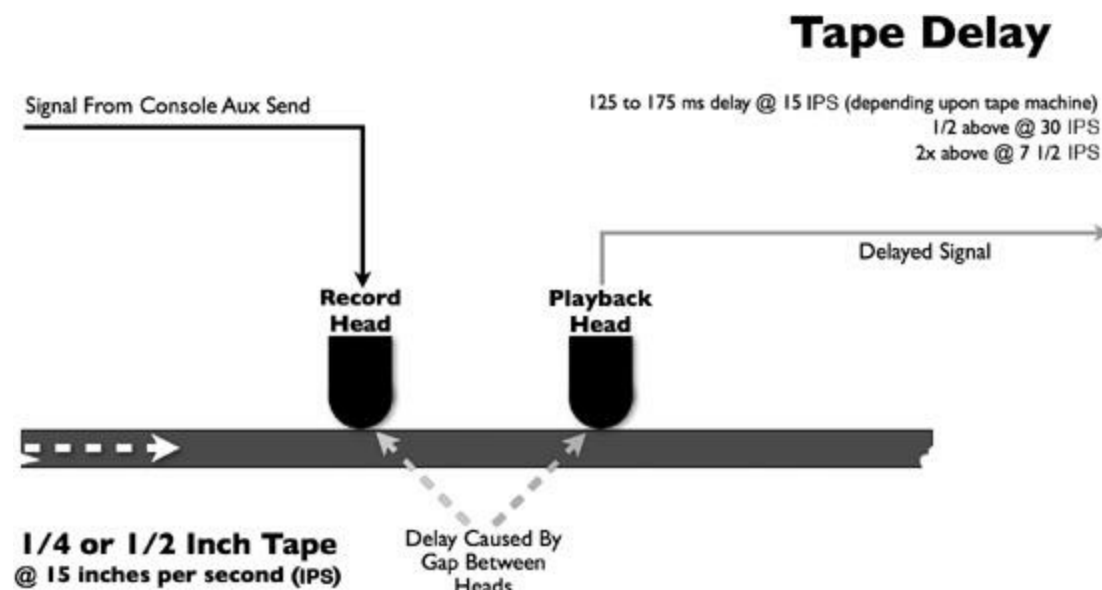 Tape Delay
Signal From Console Aux Send
125 to 175 ms delay @ 15 IPS (depending upon tape machine)
1/2 above @ 30 IPS
2x above @ 7 1/2 IPS
Delayed Signal
Record
Head
Playback
Head
1/4 or 1/2 Inch Tape
@ 15 inches per second (IPS)
Delay Caused By
Gap Between
Heads